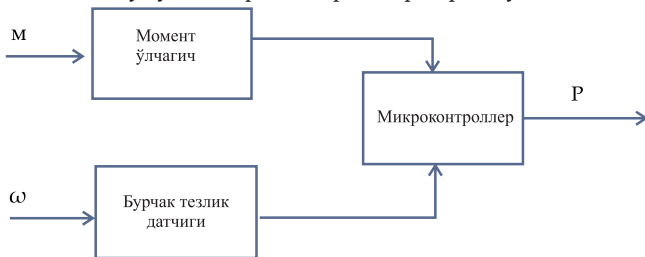 м
Момент
ўлчагич
Микроконтроллер
P
ω
Бурчак тезлик
датчиги